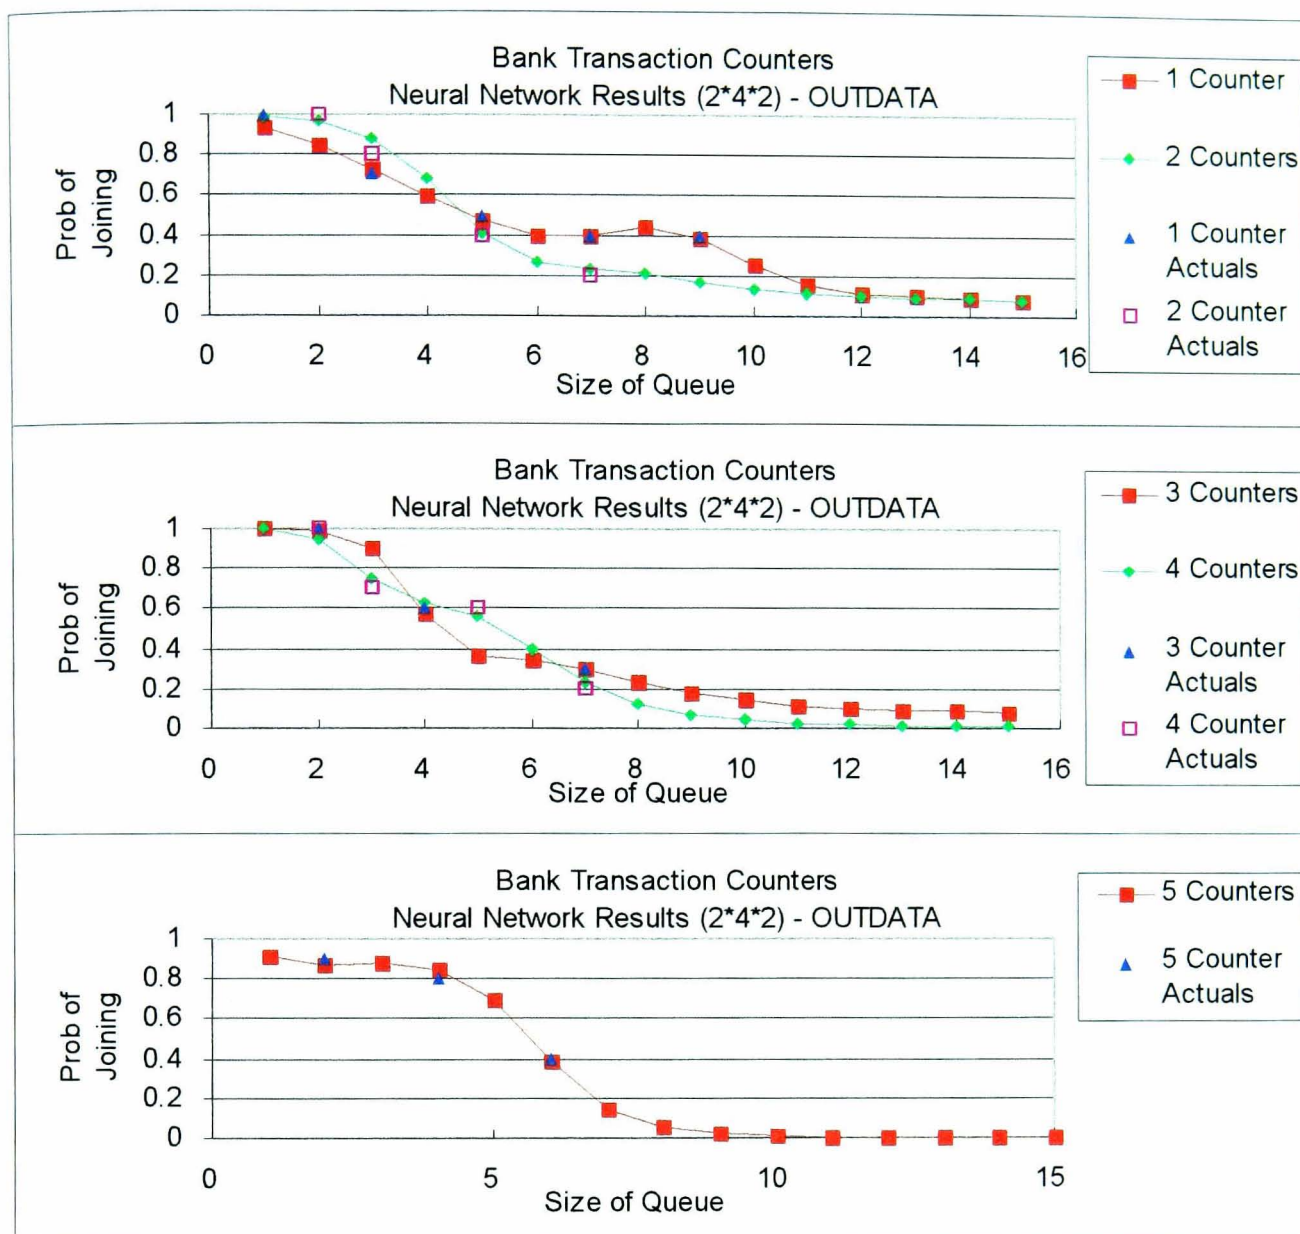 Bank Transaction Counters
Neural Network Results (2*4*2) - OUTDATA
Prob of
Joining
1
0.8
0.6
0.4
0.2
0
0 2 4 6 8 10 12 14 16
Size of Queue
1 Counter
2 Counters
1 Counter
Actuals
2 Counter
Actuals
Bank Transaction Counters
Neural Network Results (2*4*2) - OUTDATA
Prob of
Joining
1
0.8
0.6
0.4
0.2
0
0 2 4 6 8 10 12 14 16
Size of Queue
3 Counters
4 Counters
3 Counter
Actuals
4 Counter
Actuals
Bank Transaction Counters
Neural Network Results (2*4*2) - OUTDATA
Prob of
Joining
1
0.8
0.6
0.4
0.2
0
0 5 10 15
Size of Queue
5 Counters
5 Counter
Actuals